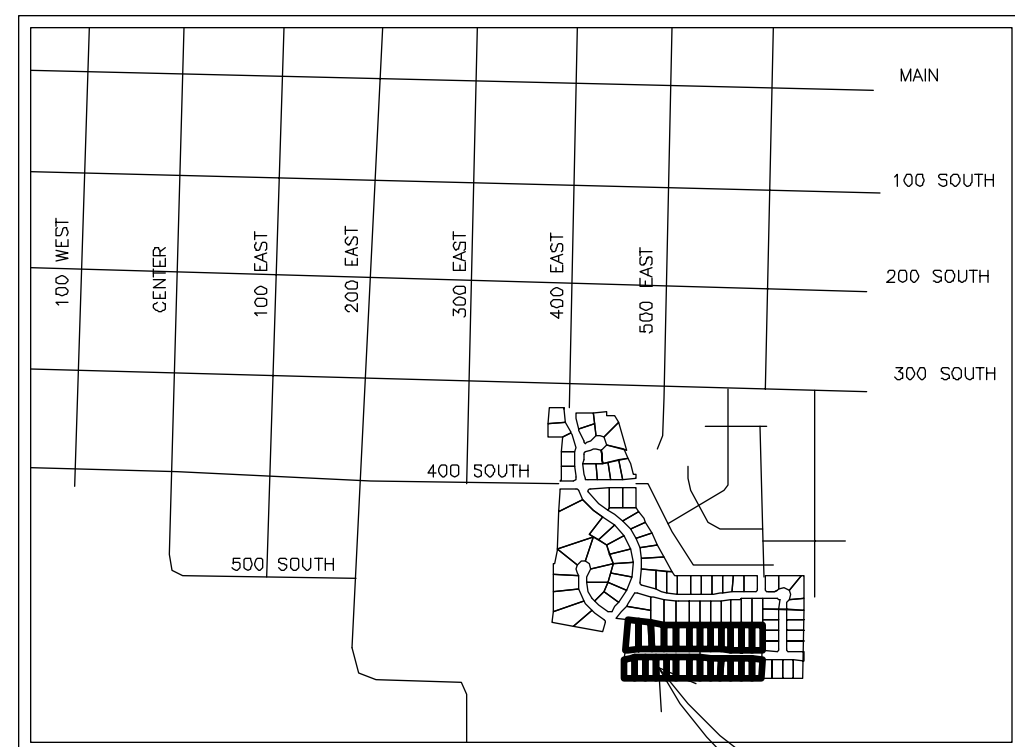 MAIN
100 SOUTH
100 WEST
CENTER
100 EAST
200 EAST
300 EAST
400 EAST
500 EAST
200 SOUTH
300 SOUTH
400 SOUTH
500 SOUTH